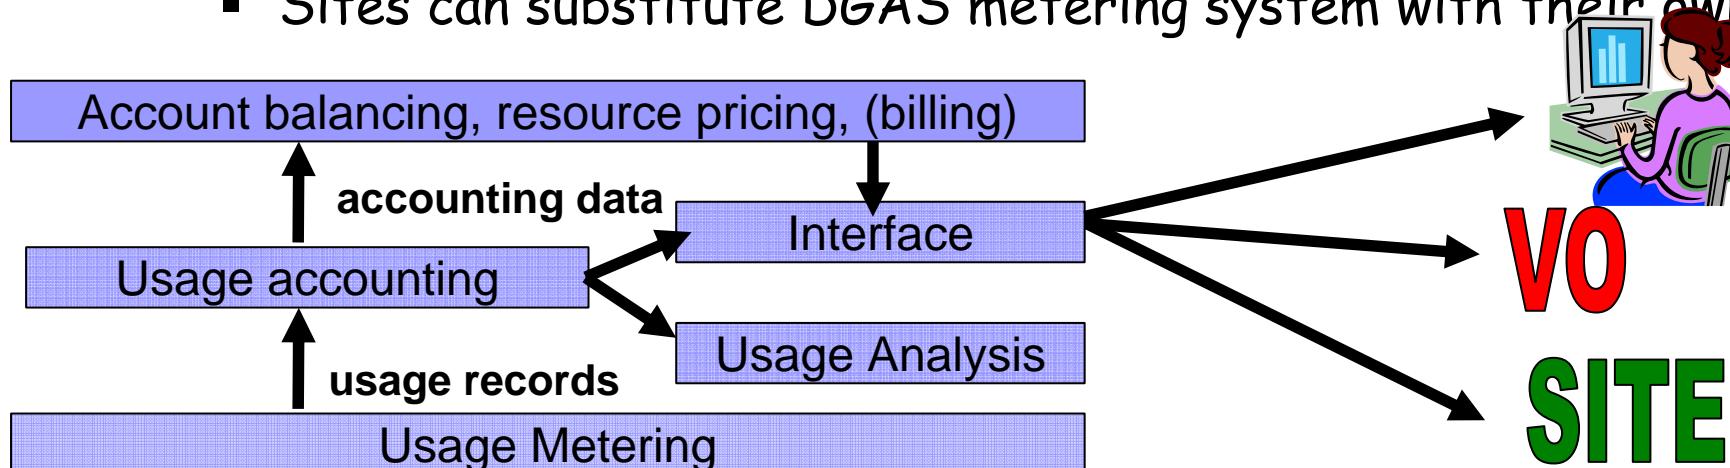 ▪ Sites can substitute DGAS metering system with their own
Account balancing, resource pricing, (billing)
accounting data
Interface
Usage accounting
VO
Usage Analysis
usage records
SITE
Usage Metering